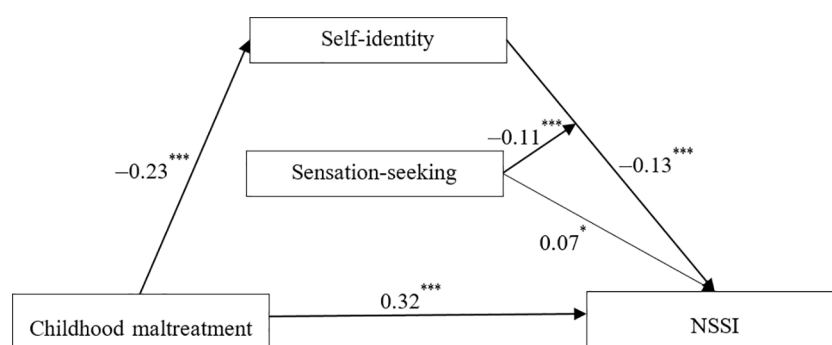 Self-identity
−0.11***
−0.23***
Sensation-seeking
−0.13***
0.07*
0.32***
Childhood maltreatment
NSSI